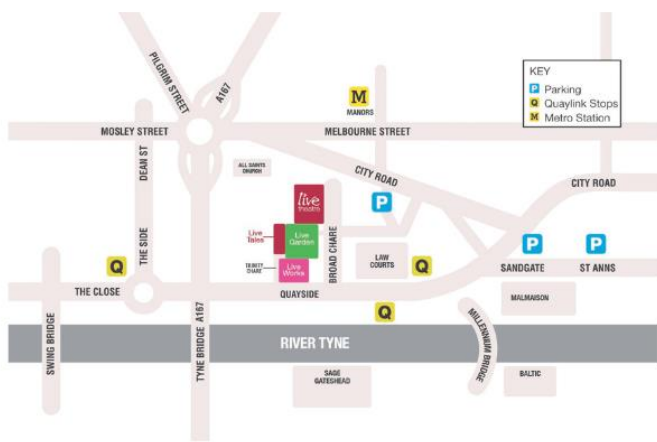 PILGRIM STREET
A167
KEY
P Parking
Q Quaylink Stops
M Metro Station
M
MANORS
MOSLEY STREET
MELBOURNE STREET
DEAN ST
ALL SAINTS
CHURCH
CITY ROAD
CITY ROAD
live
theatre
P
Live
Tales
Live
Garden
BROAD CHARE
THE SIDE
LAW
COURTS
P
P
Q
TRINITY
CHARE
Live
Works
Q
SANDGATE
ST ANNS
THE CLOSE
QUAYSIDE
MALMAISON
Q
SWING BRIDGE
TYNE BRIDGE A167
RIVER TYNE
MILLENNIUM BRIDGE
SAGE
GATESHEAD
BALTIC